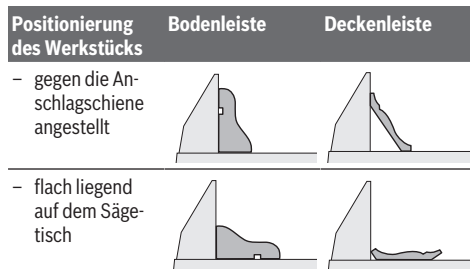 Positionierung des Werkstücks Bodenleiste Deckenleiste
– gegen die An-
schlagschiene
angestellt
– flach liegend
auf dem Säge-
tisch